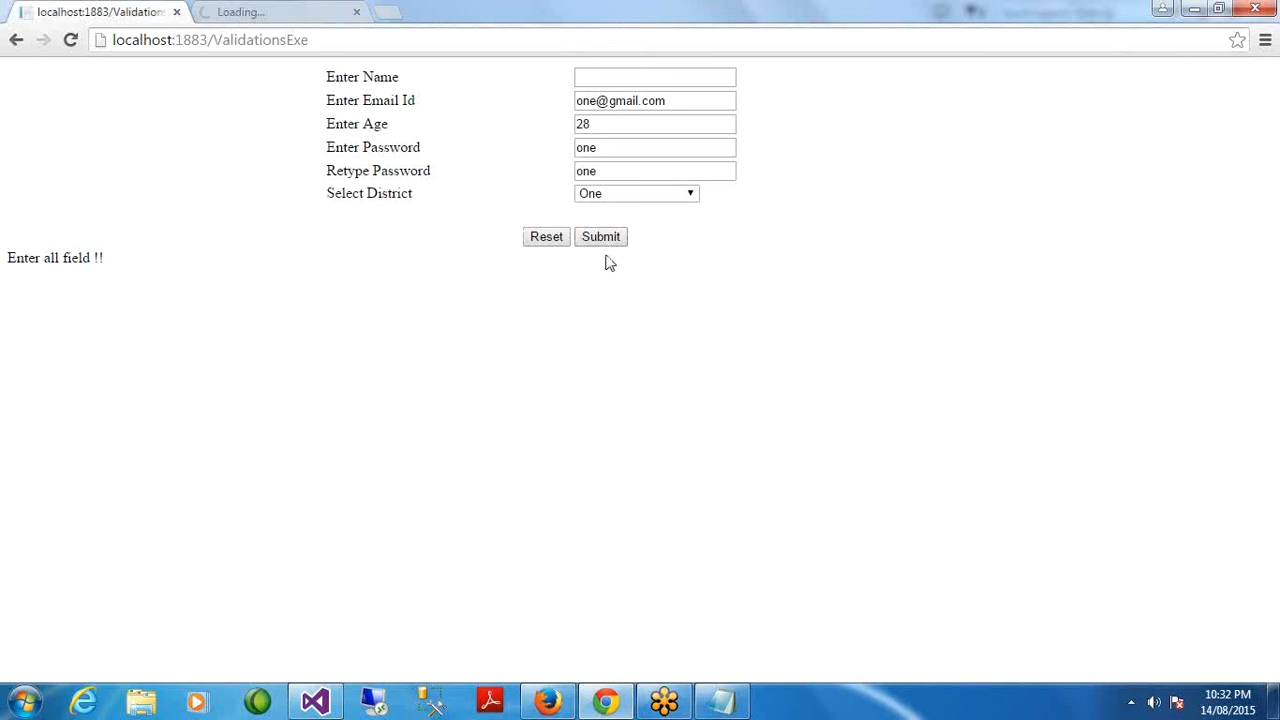 localhost:1883/Validation
Loading...
localhost:1883/ValidationsExe
Enter Name
Enter Email Id one@gmail.com
Enter Age 28
Enter Password one
Retype Password one
Select District One
Reset Submit
Enter all field !!
10:32 PM
14/08/2015